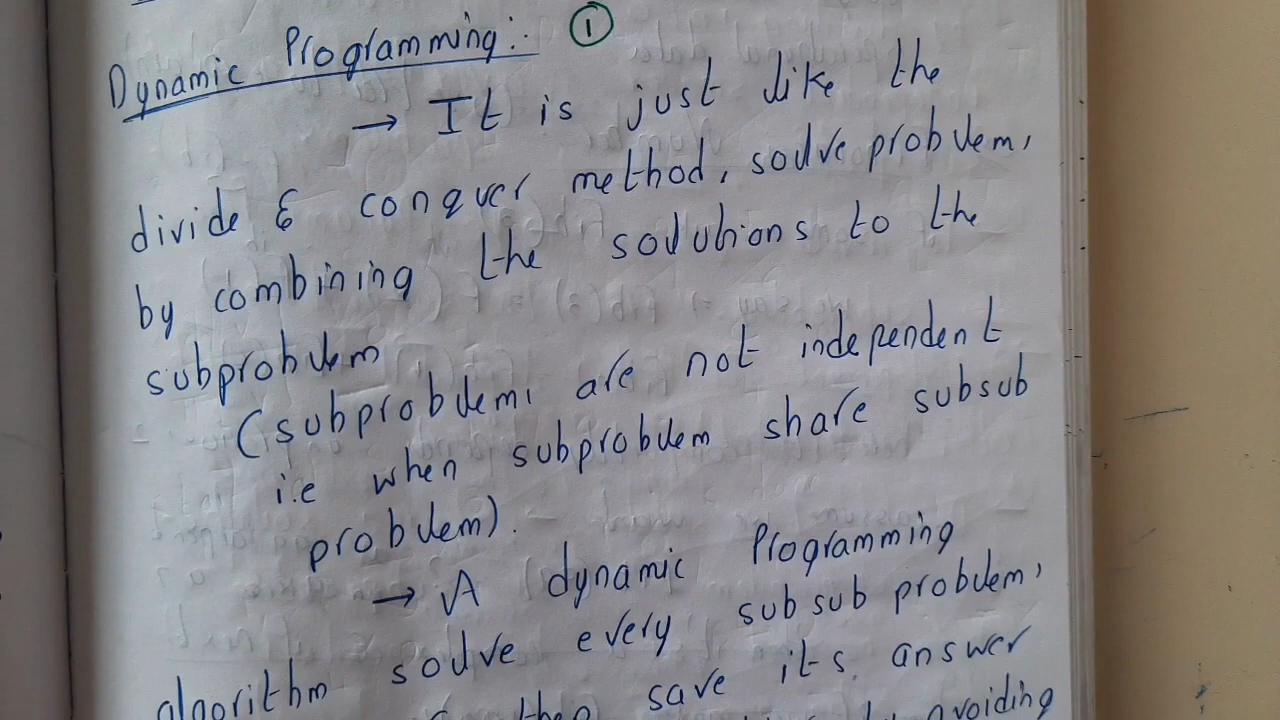 Dynamic Programming:- ①
→ It is just like the
divide & conquer method, solve problem,
by combining the solutions to the
subproblem
(subproblem, are not independent
i.e when subproblem share subsub
problem).
→ A dynamic Programming
algorithm solve every subsub problem,
then save its answer
avoiding